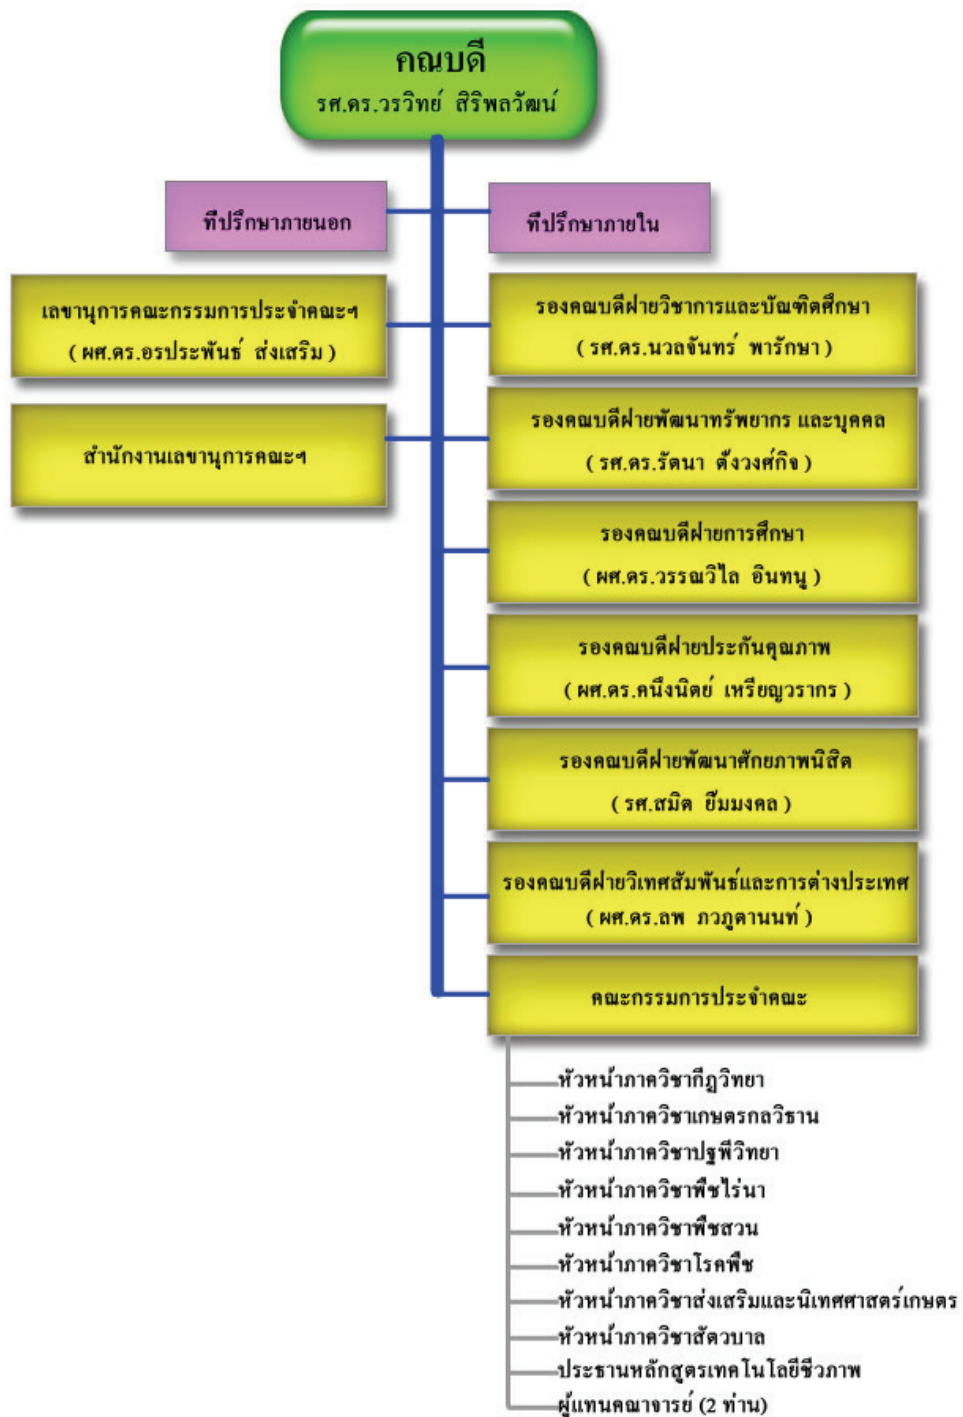 คณบดี
รศ.ดร.วรวิทย์ สิริพลวัฒน์
ที่ปรึกษาภายนอก
ที่ปรึกษาภายใน
เลขานุการคณะกรรมการประจำคณะฯ
( ผศ.ดร.อรประพันธ์ ส่งเสริม )
สำนักงานเลขานุการคณะฯ
รองคณบดีฝ่ายวิชาการและบัณฑิตศึกษา
( รศ.ดร.นวลจันทร์ พารักษา )
รองคณบดีฝ่ายพัฒนาทรัพยากร และบุคคล
( รศ.ดร.รัตนา ตั้งวงศ์กิจ )
รองคณบดีฝ่ายการศึกษา
( ผศ.ดร.วรรณวิไล อินทนู )
รองคณบดีฝ่ายประกันคุณภาพ
( ผศ.ดร.คนึงนิตย์ เหรียญวรากร )
รองคณบดีฝ่ายพัฒนาศักยภาพนิสิต
( รศ.สมิต ยิ้มมงคล )
รองคณบดีฝ่ายวิเทศสัมพันธ์และการต่างประเทศ
( ผศ.ดร.ลพ ภวภูตานนท์ )
คณะกรรมการประจำคณะ
หัวหน้าภาควิชากีฏวิทยา
หัวหน้าภาควิชาเกษตรกลวิธาน
หัวหน้าภาควิชาปฐพีวิทยา
หัวหน้าภาควิชาพืชไร่นา
หัวหน้าภาควิชาพืชสวน
หัวหน้าภาควิชาโรคพืช
หัวหน้าภาควิชาส่งเสริมและนิเทศศาสตร์เกษตร
หัวหน้าภาควิชาสัตวบาล
ประธานหลักสูตรเทคโนโลยีชีวภาพ
ผู้แทนคณาจารย์ (2 ท่าน)